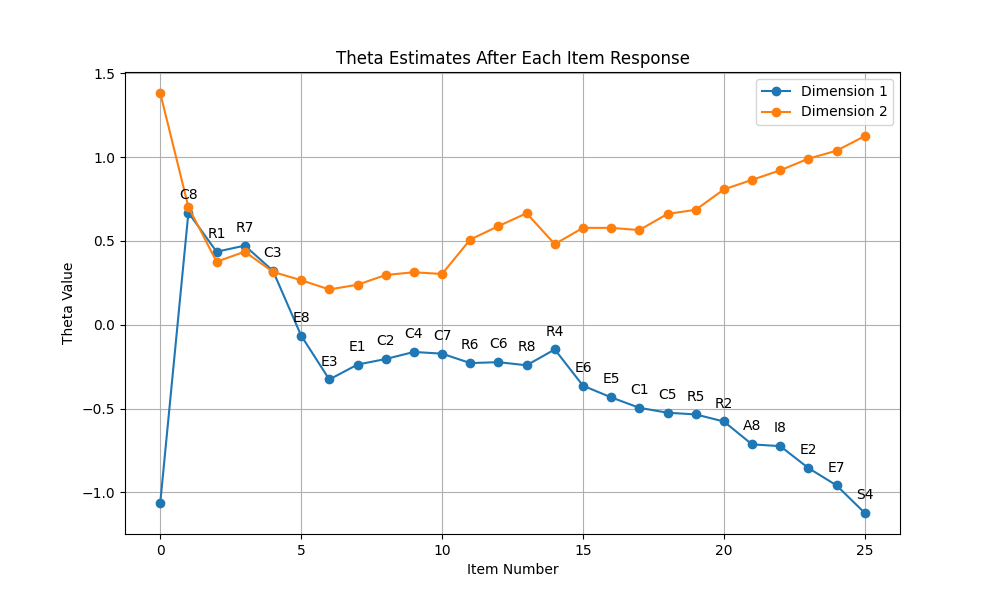 Theta Estimates After Each Item Response
Theta Value
1.5
1.0
0.5
0.0
−0.5
−1.0
Dimension 1
Dimension 2
C8
R1
R7
C3
E8
E3
E1
C2
C4
C7
R6
C6
R8
R4
E6
E5
C1
C5
R5
R2
A8
I8
E2
E7
S4
0 5 10 15 20 25
Item Number